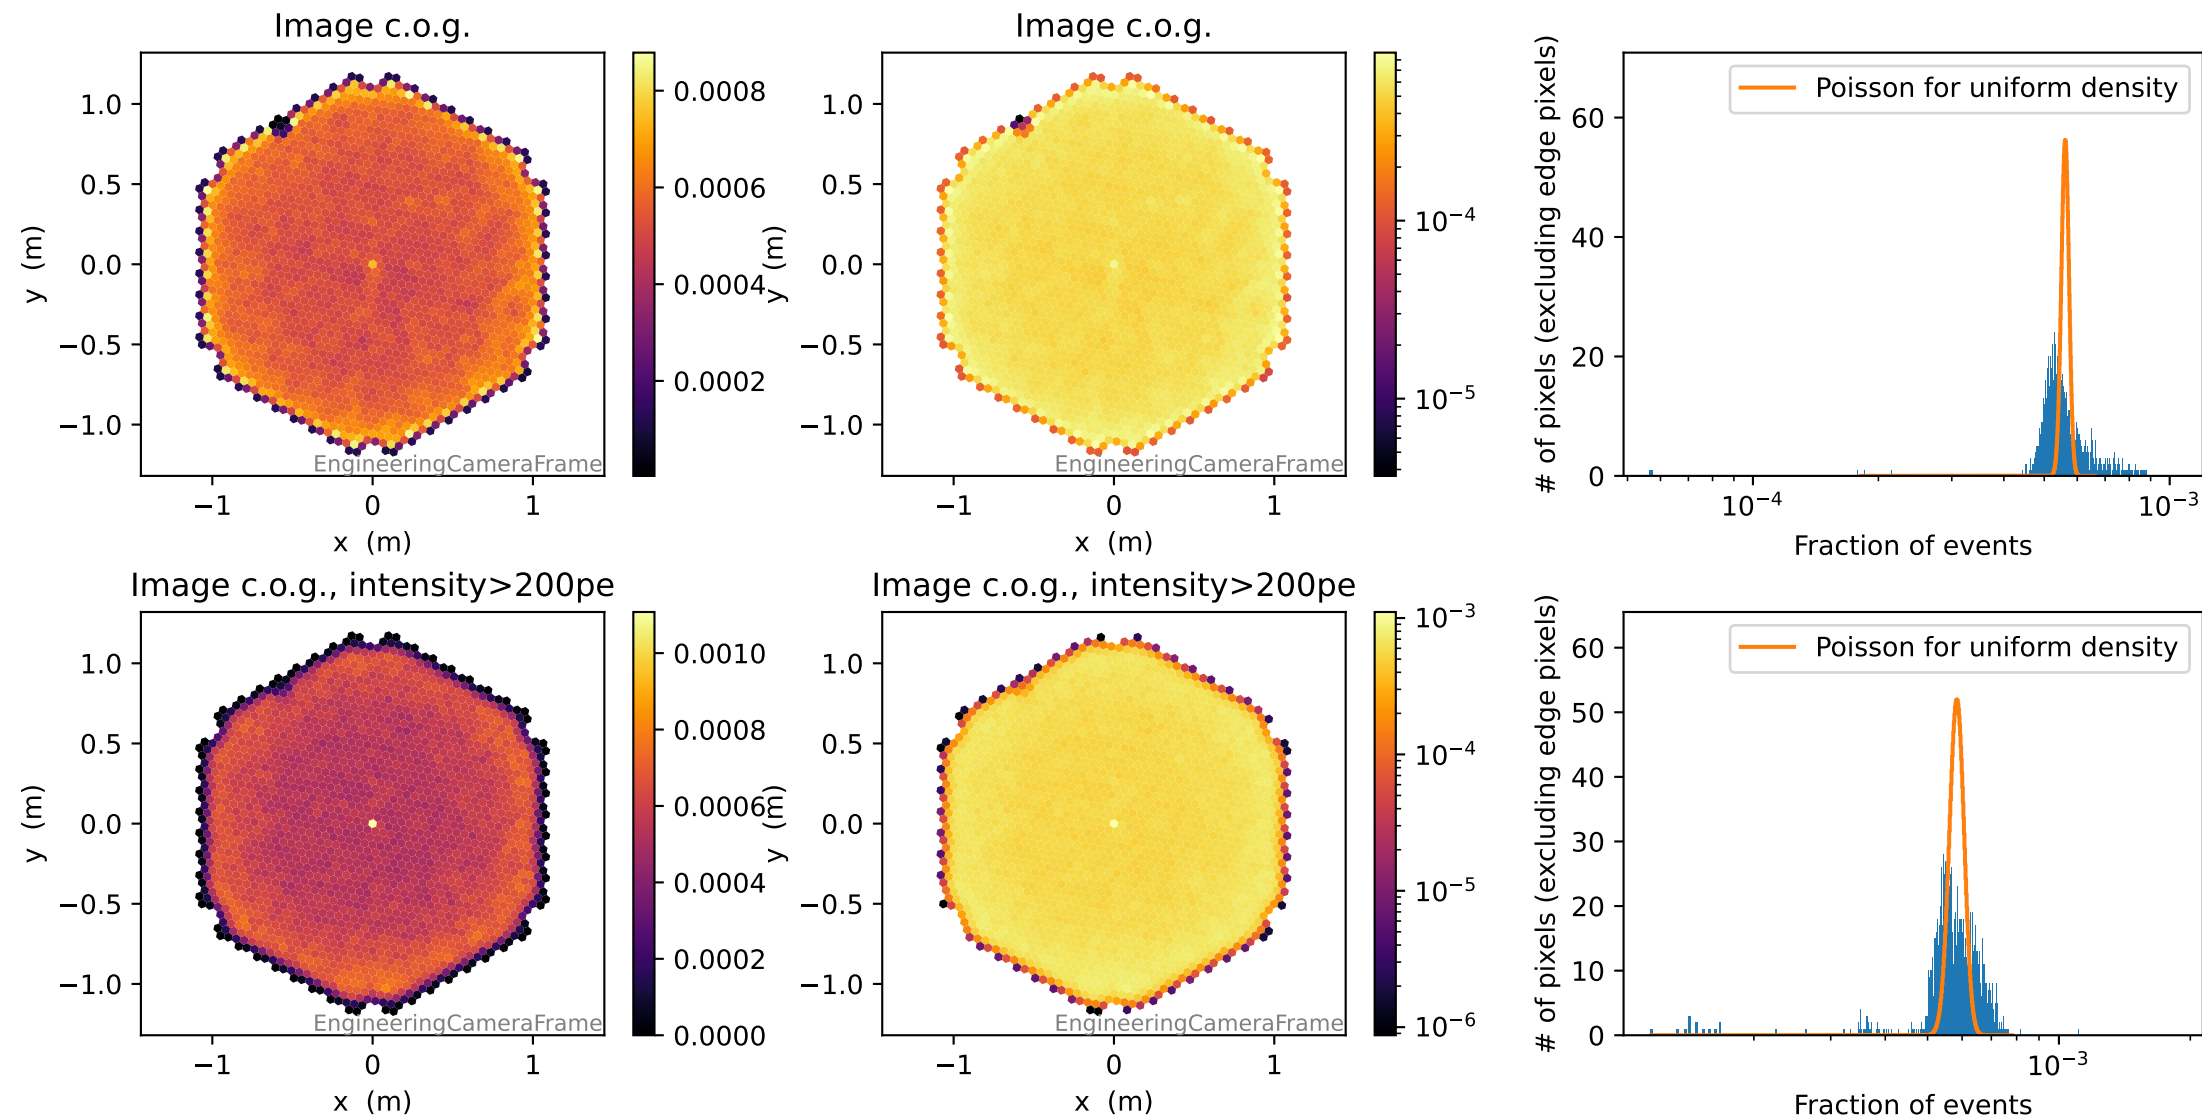 Image c.o.g.
1.0
0.5
0.0
−0.5
−1.0
y (m)
−1
0
1
x (m)
EngineeringCameraFrame
0.0008
0.0006
0.0004
0.0002
Image c.o.g.
1.0
0.5
0.0
−0.5
−1.0
y (m)
−1
0
1
x (m)
EngineeringCameraFrame
10⁻⁴
10⁻⁵
# of pixels (excluding edge pixels)
60
40
20
0
Poisson for uniform density
10⁻⁴
10⁻³
Fraction of events
Image c.o.g., intensity>200pe
1.0
0.5
0.0
−0.5
−1.0
y (m)
−1
0
1
x (m)
EngineeringCameraFrame
0.0010
0.0008
0.0006
0.0004
0.0002
0.0000
Image c.o.g., intensity>200pe
1.0
0.5
0.0
−0.5
−1.0
y (m)
−1
0
1
x (m)
EngineeringCameraFrame
10⁻³
10⁻⁴
10⁻⁵
10⁻⁶
# of pixels (excluding edge pixels)
60
50
40
30
20
10
0
Poisson for uniform density
10⁻³
Fraction of events